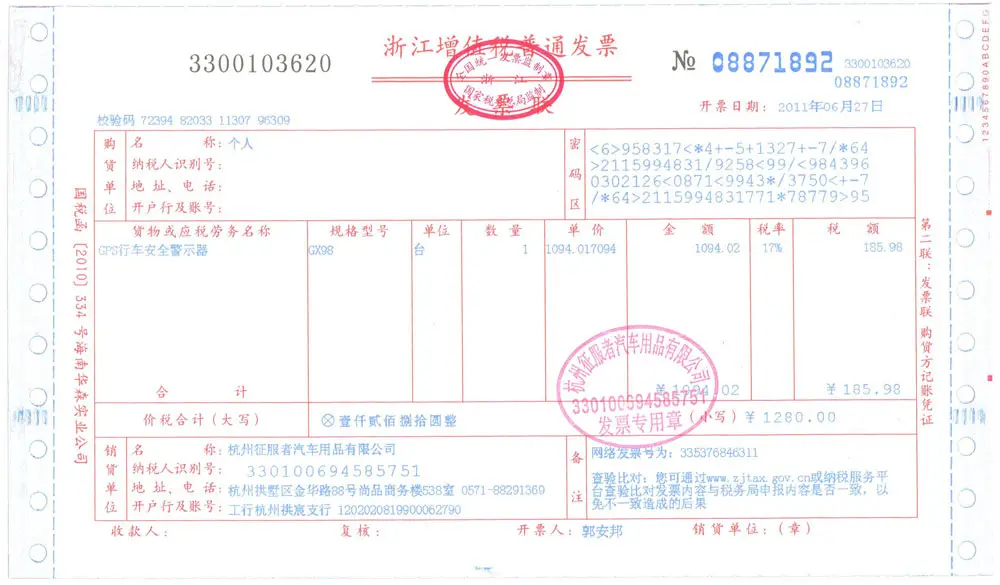 浙江增值税普通发票
发票联
全国统一发票监制章
浙江
国家税务总局监制
3300103620
№ 08871892
3300103620
08871892
开票日期: 2011年06月27日
校验码 72394 82033 11307 96309
购货单位
名称: 个人
纳税人识别号:
地址、电话:
开户行及账号:
密码区
<6>958317<*4+-5+1327+-7/*64
>2115994831/9258<99/<984396
0302126<0871<9943*/3750<+-7
/*64>2115994831771*78779>95
货物或应税劳务名称 规格型号 单位 数量 单价 金额 税率 税额
GPS行车安全警示器 GX98 台 1 1094.017094 1094.02 17% 185.98
合计 ¥1094.02 ¥185.98
价税合计(大写) ⊗壹仟贰佰捌拾圆整 (小写) ¥1280.00
杭州征服者汽车用品有限公司
330100694585751
发票专用章
销货单位
名称: 杭州征服者汽车用品有限公司
纳税人识别号: 330100694585751
地址、电话: 杭州拱墅区金华路88号尚品商务楼538室 0571-88291369
开户行及账号: 工行杭州拱宸支行 1202020819900062790
备注
网络发票号为: 335376846311
查验比对: 您可通过www.zjtax.gov.cn或纳税服务平
台查验比对发票内容与税务局申报内容是否一致, 以
免不一致造成的后果
收款人: 复核: 开票人: 郭安邦 销货单位: (章)
国税函 [2010] 334 号海南华森实业公司
第二联: 发票联 购货方记账凭证
1234567890ABCDEFG